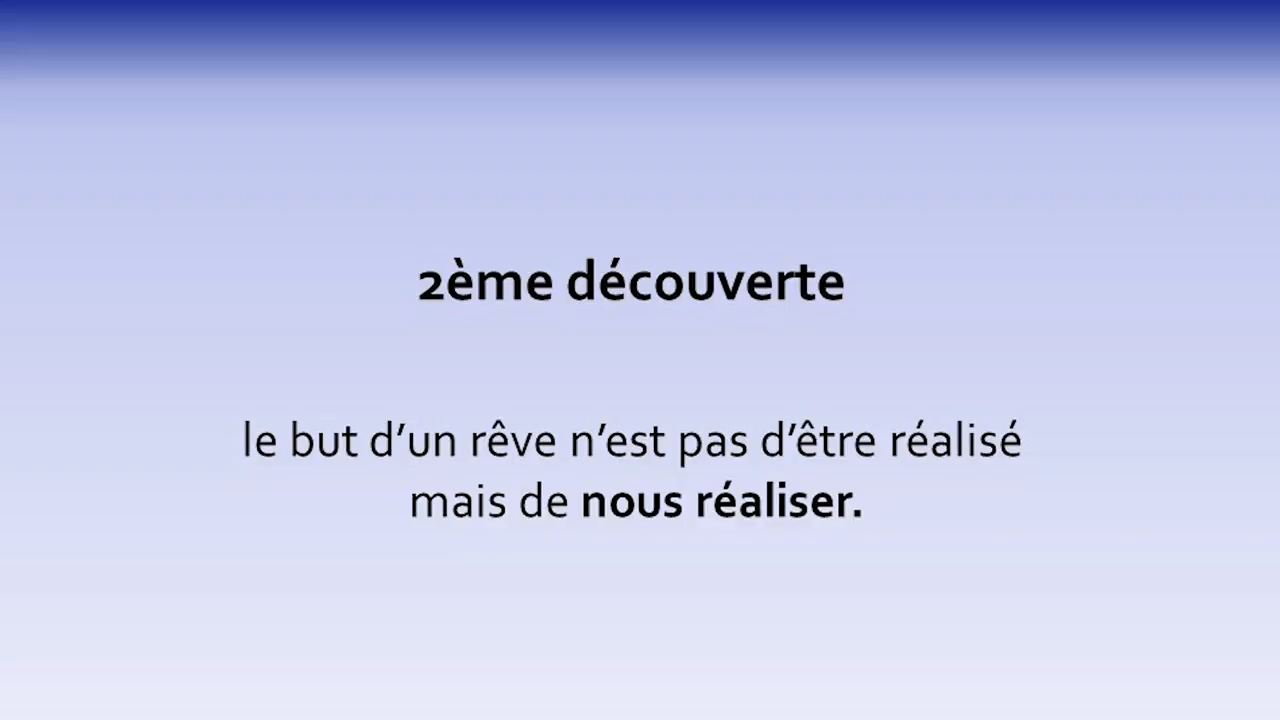 2ème découverte
le but d’un rêve n’est pas d’être réalisé
mais de nous réaliser.